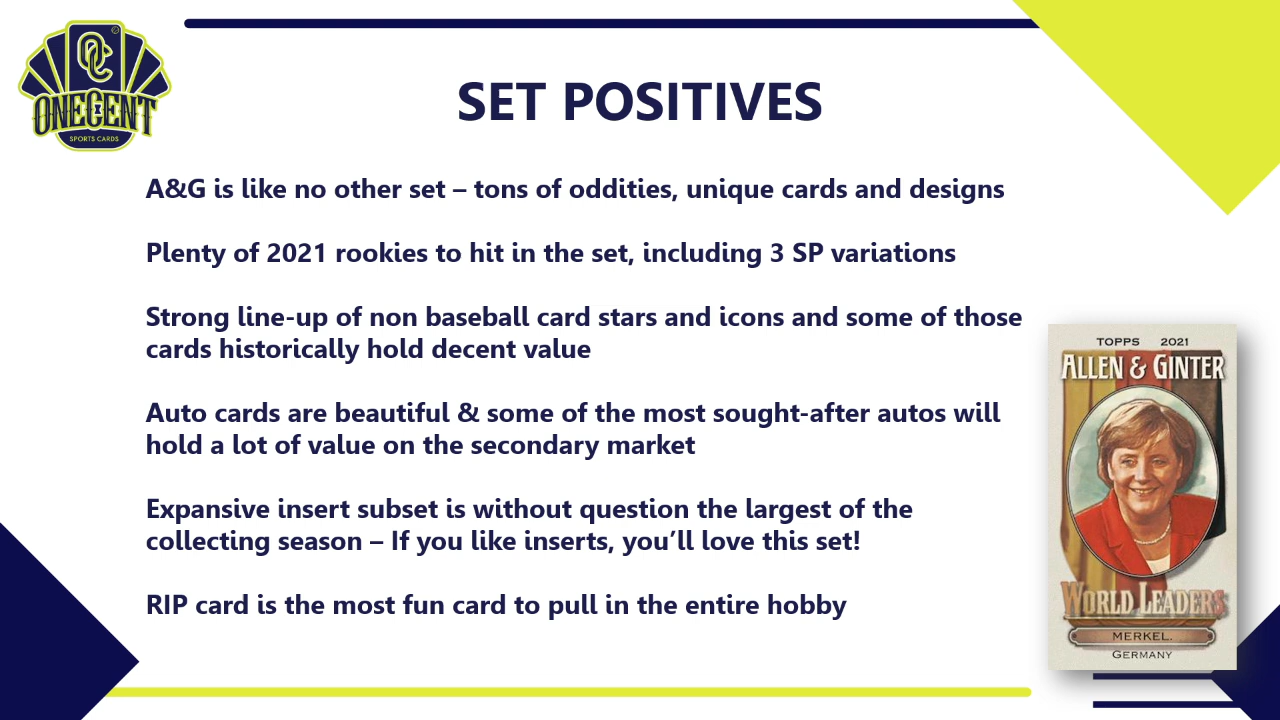 OC
ONECENT
SPORTS CARDS
SET POSITIVES
A&G is like no other set – tons of oddities, unique cards and designs
Plenty of 2021 rookies to hit in the set, including 3 SP variations
Strong line-up of non baseball card stars and icons and some of those
cards historically hold decent value
Auto cards are beautiful & some of the most sought-after autos will
hold a lot of value on the secondary market
Expansive insert subset is without question the largest of the
collecting season – If you like inserts, you’ll love this set!
RIP card is the most fun card to pull in the entire hobby
TOPPS 2021
ALLEN & GINTER
WORLD LEADERS
MERKEL.
GERMANY